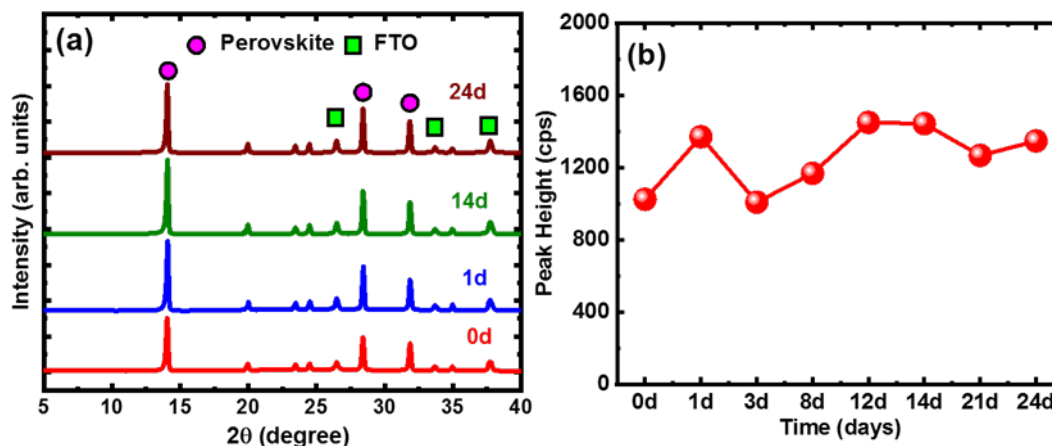 (a)
Perovskite
FTO
24d
14d
1d
0d
Intensity (arb. units)
5 10 15 20 25 30 35 40
2θ (degree)
(b)
2000
1600
1200
800
400
0
Peak Height (cps)
0d 1d 3d 8d 12d 14d 21d 24d
Time (days)